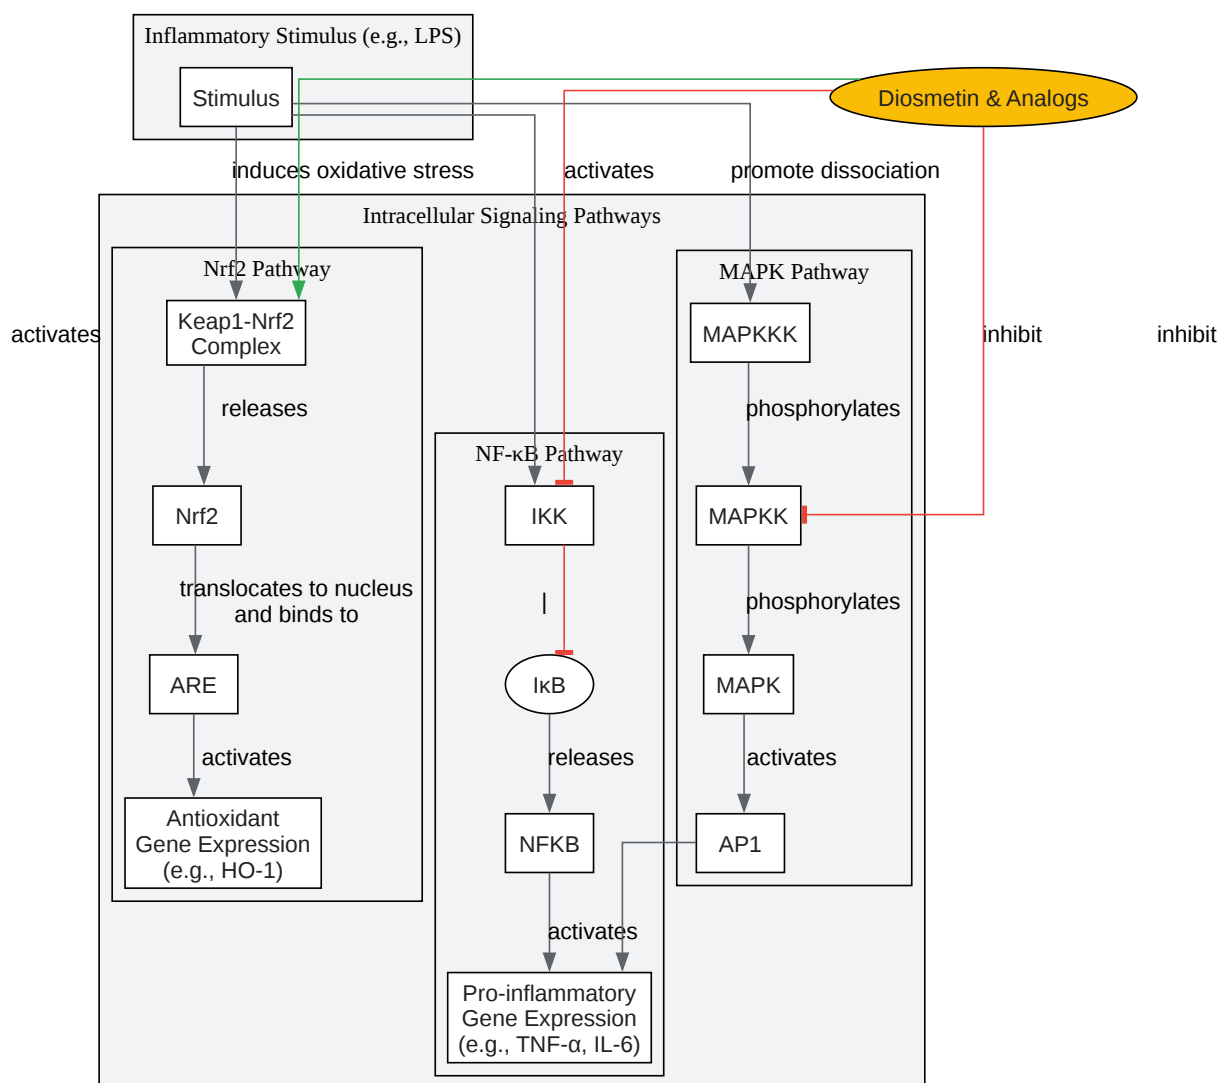 Inflammatory Stimulus (e.g., LPS)
Stimulus
Diosmetin & Analogs
induces oxidative stress
activates
promote dissociation
Intracellular Signaling Pathways
Nrf2 Pathway
MAPK Pathway
activates
Keap1-Nrf2
Complex
MAPKKK
inhibit
inhibit
releases
phosphorylates
NF-κB Pathway
Nrf2
IKK
MAPKK
translocates to nucleus
and binds to
|
phosphorylates
ARE
IκB
MAPK
activates
releases
activates
Antioxidant
Gene Expression
(e.g., HO-1)
NFKB
AP1
activates
Pro-inflammatory
Gene Expression
(e.g., TNF-α, IL-6)